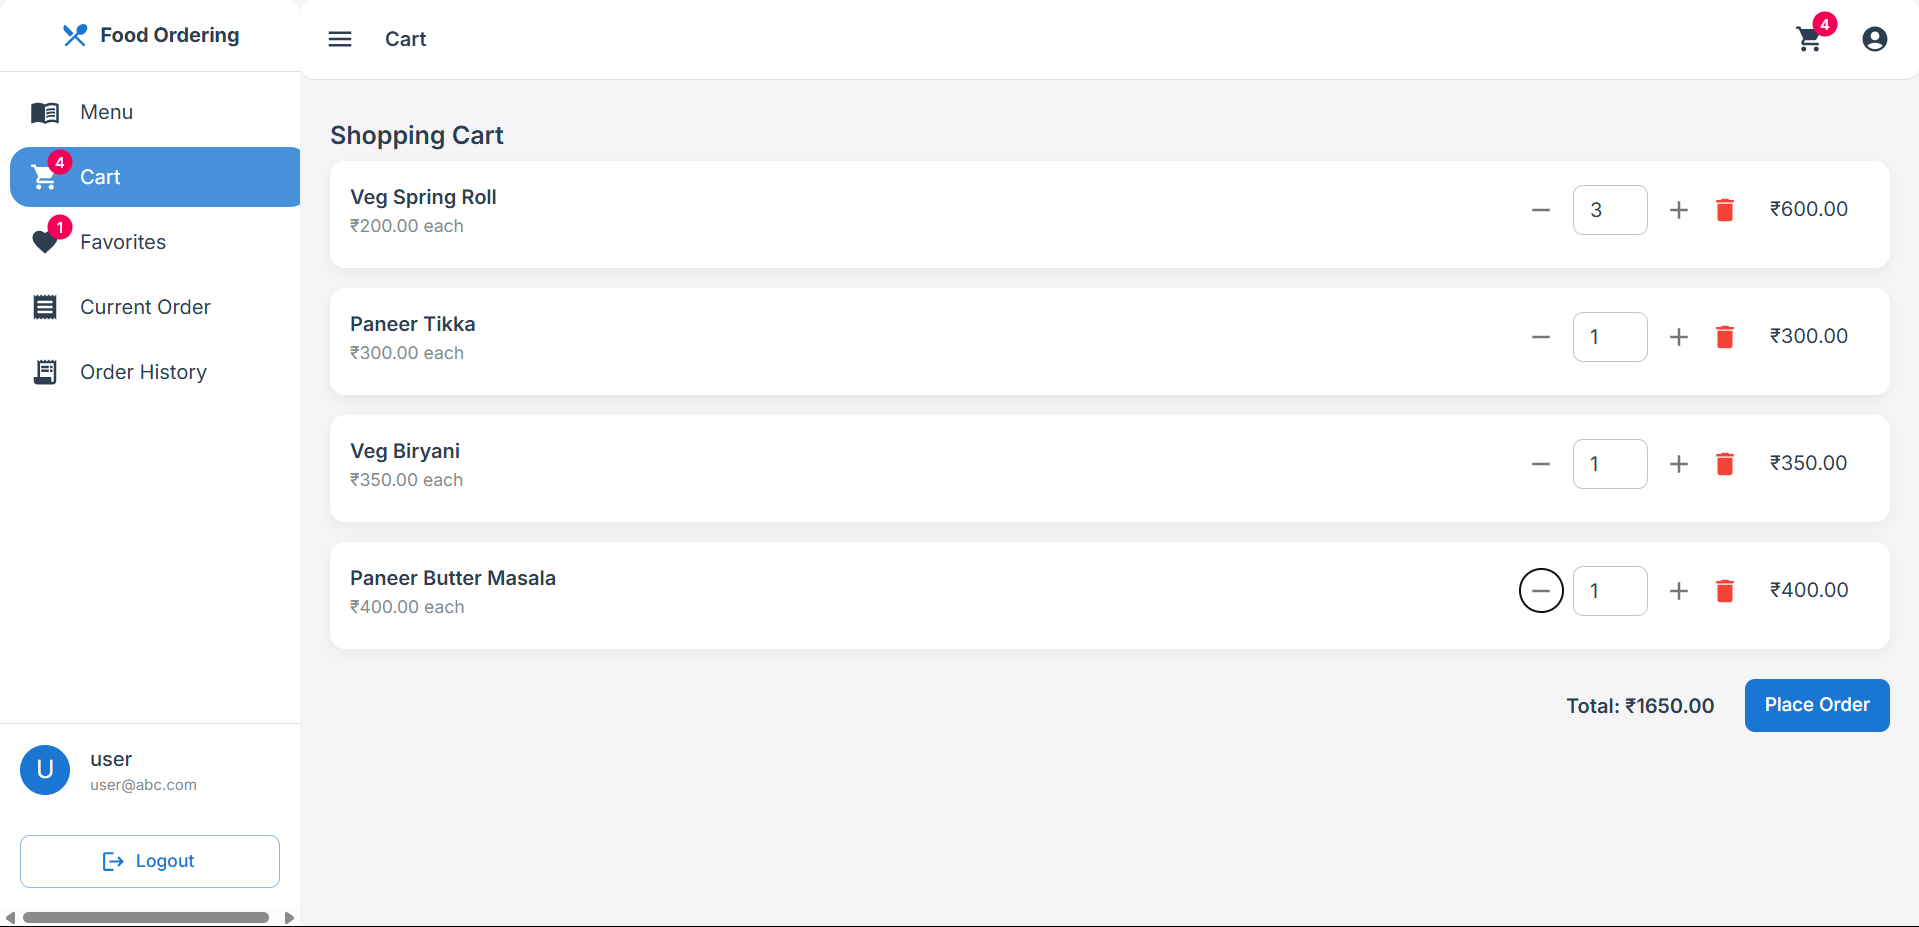 Food Ordering
Cart
4
Menu
4
Cart
1
Favorites
Current Order
Order History
user
U
user@abc.com
Logout
Shopping Cart
Veg Spring Roll
₹200.00 each
3
₹600.00
Paneer Tikka
₹300.00 each
1
₹300.00
Veg Biryani
₹350.00 each
1
₹350.00
Paneer Butter Masala
₹400.00 each
1
₹400.00
Total: ₹1650.00
Place Order